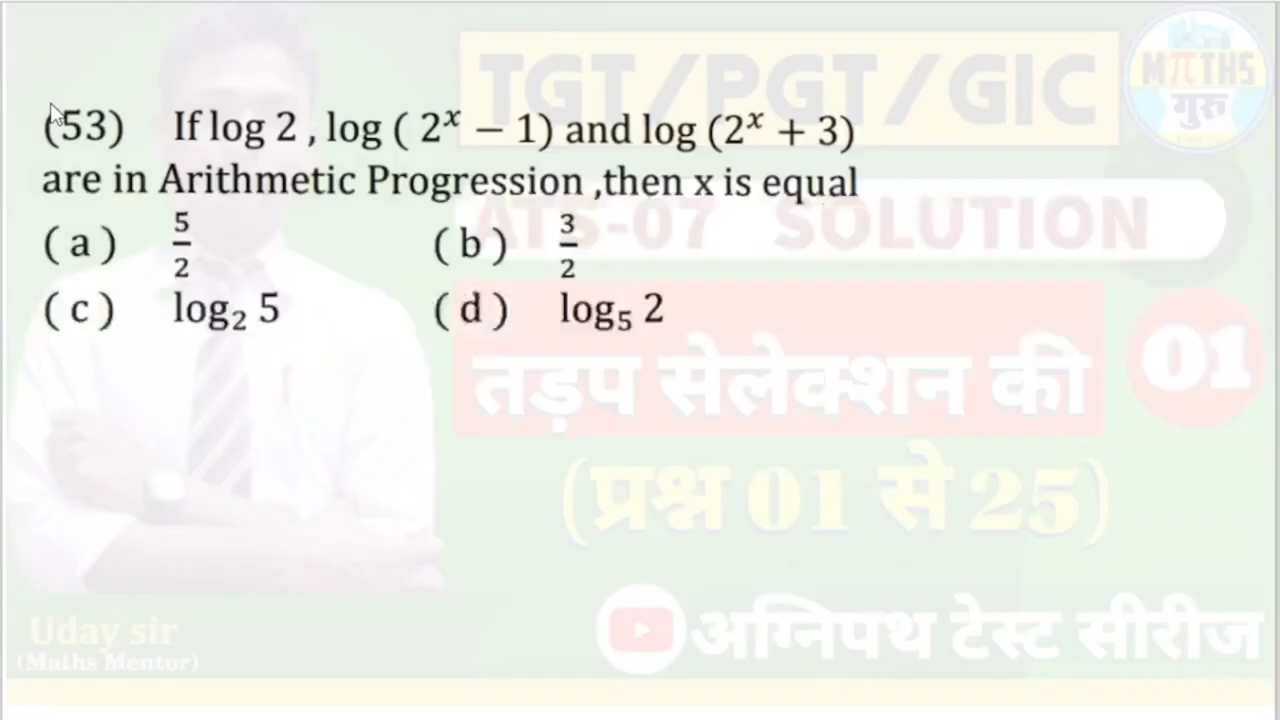 TGT/PGT/GIC
MπTHS
गुरु
(53) If log 2 , log ( 2ˣ − 1) and log (2ˣ + 3)
are in Arithmetic Progression ,then x is equal
ATS-07 SOLUTION
( a ) 5/2 ( b ) 3/2
( c ) log₂ 5 ( d ) log₅ 2
तड़प सेलेक्शन की
01
(प्रश्न 01 से 25)
Uday sir
(Maths Mentor)
अग्निपथ टेस्ट सीरीज